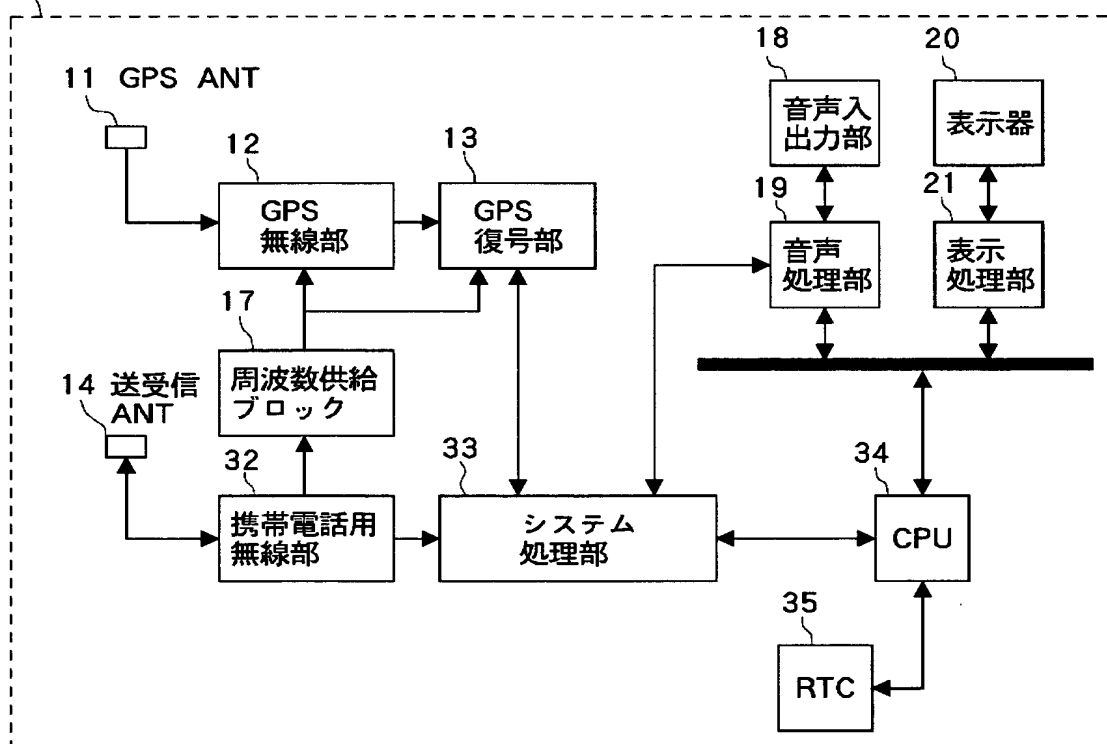 18
20
11 GPS ANT
音声入
出力部
表示器
12
13
19
21
GPS
無線部
GPS
復号部
音声
処理部
表示
処理部
17
14 送受信
ANT
周波数供給
ブロック
32
33
34
携帯電話用
無線部
システム
処理部
CPU
35
RTC